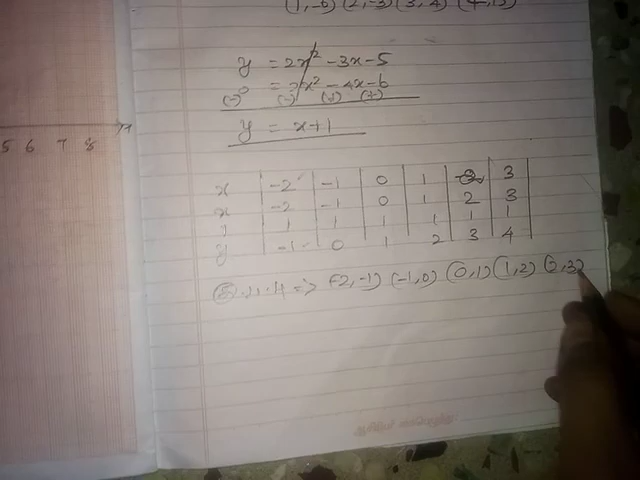 (1,-6) (2,-3) (3,4) (4,15)
y = 2x² - 3x - 5
0 = 2x² - 4x - 6
(-) (-) (+) (+)
y = x+1
5 6 7 8
x -2 -1 0 1 2 3
x -2 -1 0 1 2 3
1 1 1 1 1 1 1
y -1 0 1 2 3 4
=> (-2,-1) (-1,0) (0,1) (1,2) (2,3)